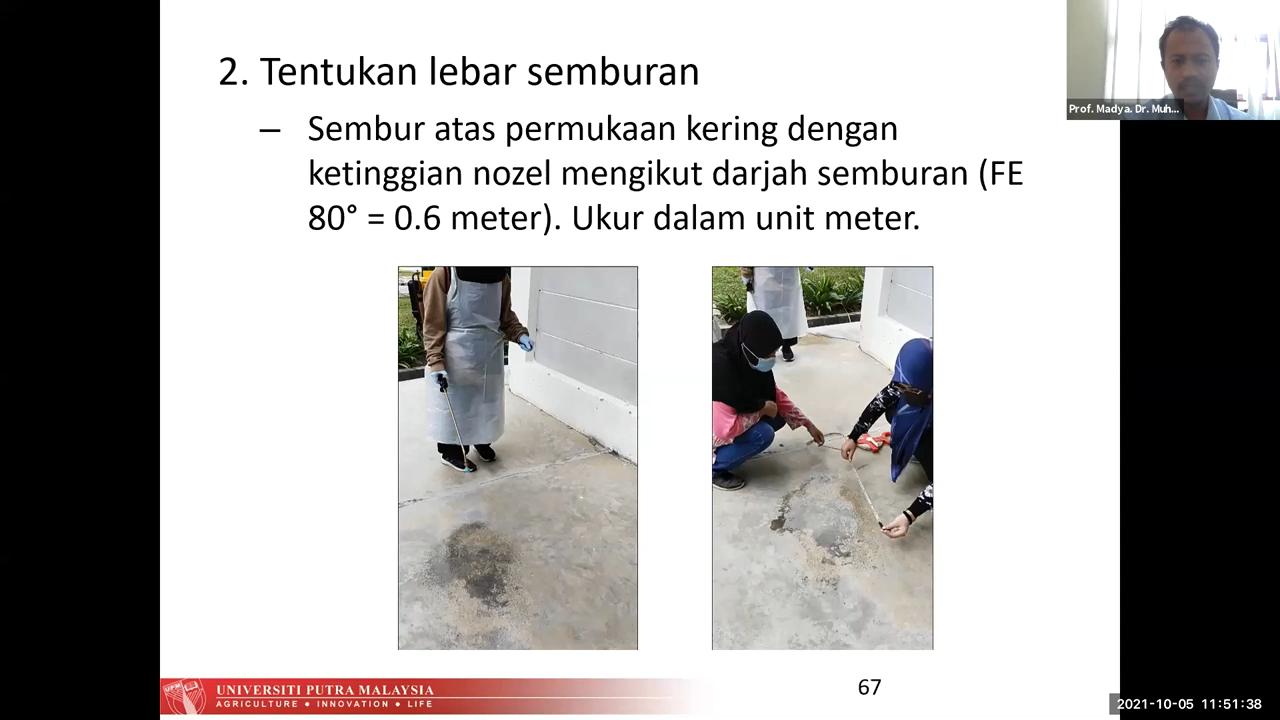 2. Tentukan lebar semburan
– Sembur atas permukaan kering dengan
ketinggian nozel mengikut darjah semburan (FE
80° = 0.6 meter). Ukur dalam unit meter.
Prof. Madya. Dr. Muh...
UPM
UNIVERSITI PUTRA MALAYSIA
AGRICULTURE • INNOVATION • LIFE
67
2021-10-05 11:51:38